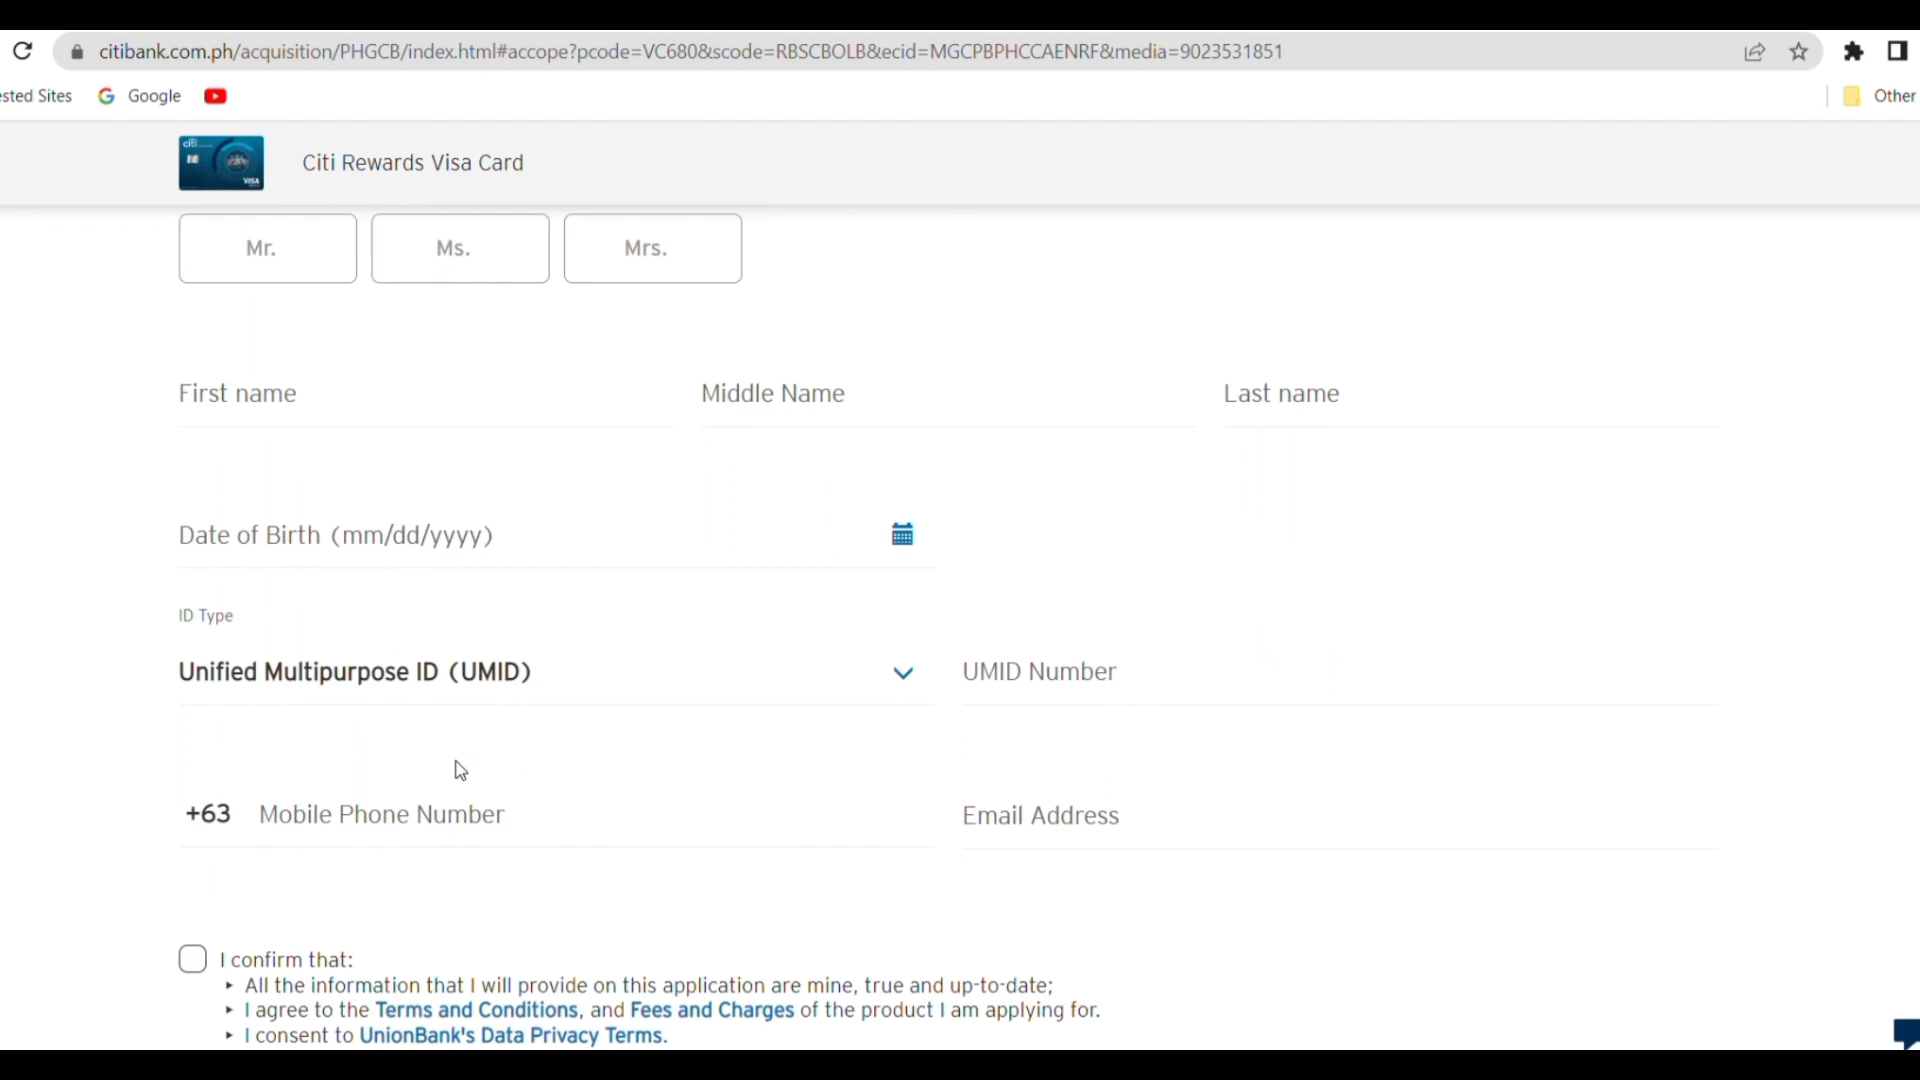 citibank.com.ph/acquisition/PHGCB/index.html#accope?pcode=VC680&scode=RBSCBOLB&ecid=MGCPBPHCCAENRF&media=9023531851
ested Sites Google Other
citi
VISA
Citi Rewards Visa Card
Mr. Ms. Mrs.
First name Middle Name Last name
Date of Birth (mm/dd/yyyy)
ID Type
Unified Multipurpose ID (UMID) UMID Number
+63 Mobile Phone Number Email Address
I confirm that:
‣ All the information that I will provide on this application are mine, true and up-to-date;
‣ I agree to the Terms and Conditions, and Fees and Charges of the product I am applying for.
‣ I consent to UnionBank's Data Privacy Terms.